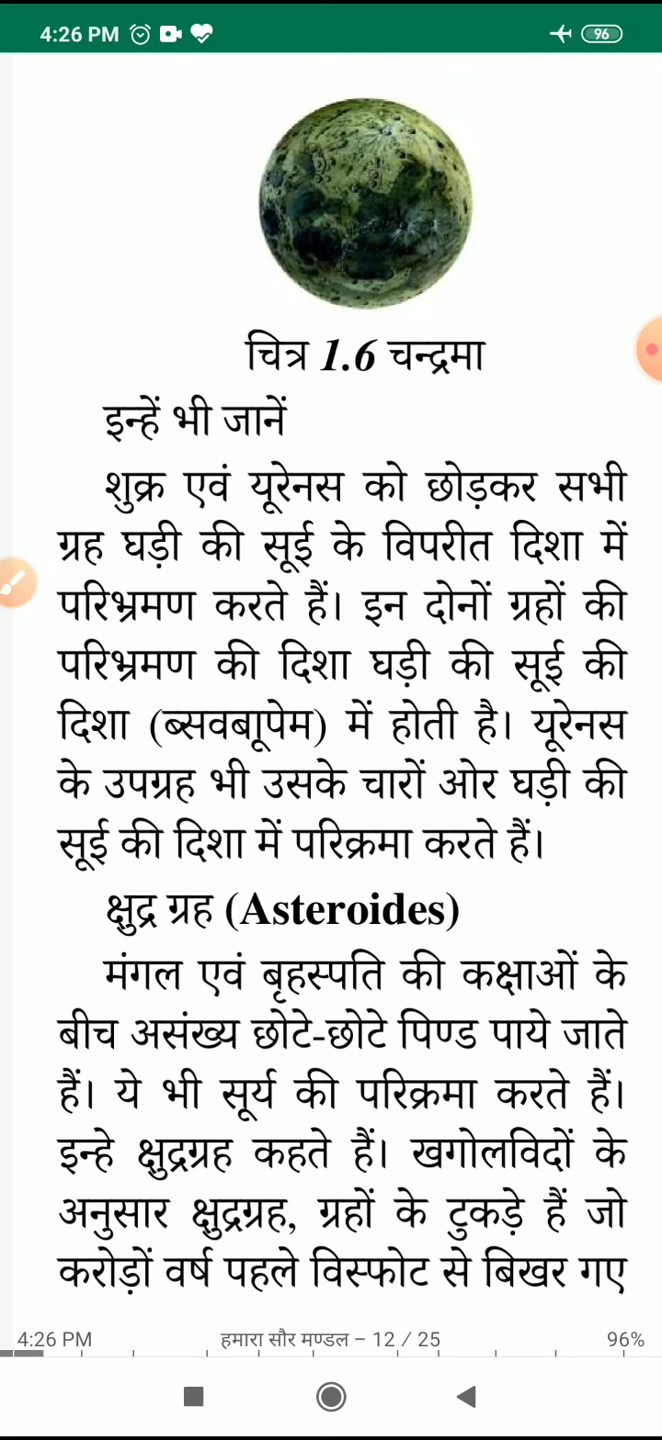 4:26 PM
96
चित्र 1.6 चन्द्रमा
इन्हें भी जानें
शुक्र एवं यूरेनस को छोड़कर सभी
ग्रह घड़ी की सूई के विपरीत दिशा में
परिभ्रमण करते हैं। इन दोनों ग्रहों की
परिभ्रमण की दिशा घड़ी की सूई की
दिशा (ब्सवबाूपेम) में होती है। यूरेनस
के उपग्रह भी उसके चारों ओर घड़ी की
सूई की दिशा में परिक्रमा करते हैं।
क्षुद्र ग्रह (Asteroides)
मंगल एवं बृहस्पति की कक्षाओं के
बीच असंख्य छोटे-छोटे पिण्ड पाये जाते
हैं। ये भी सूर्य की परिक्रमा करते हैं।
इन्हे क्षुद्रग्रह कहते हैं। खगोलविदों के
अनुसार क्षुद्रग्रह, ग्रहों के टुकड़े हैं जो
करोड़ों वर्ष पहले विस्फोट से बिखर गए
4:26 PM हमारा सौर मण्डल – 12 / 25 96%